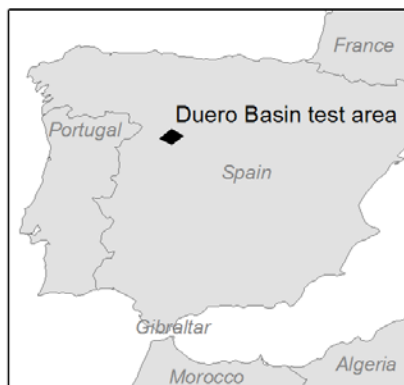 France
Duero Basin test area
Portugal
Spain
Gibraltar
Algeria
Morocco